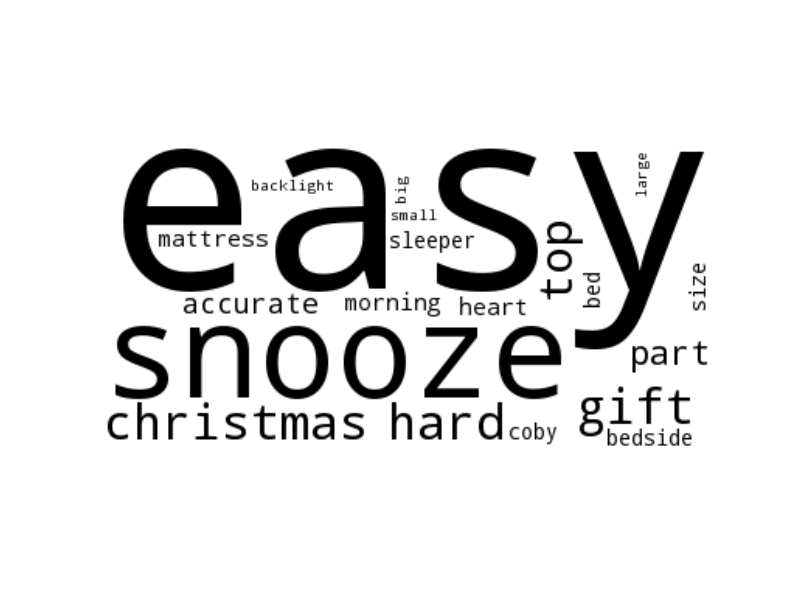 easy
backlight
big
large
small
mattress
sleeper
top
bed
size
accurate
morning
heart
snooze
part
christmas
hard
gift
coby
bedside